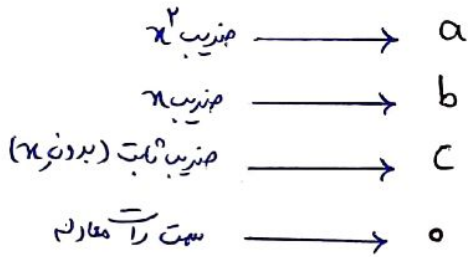 ضریب x² → a
ضریب x → b
ضریب ثابت (بدون x) → c
سمت راست معادله → 0